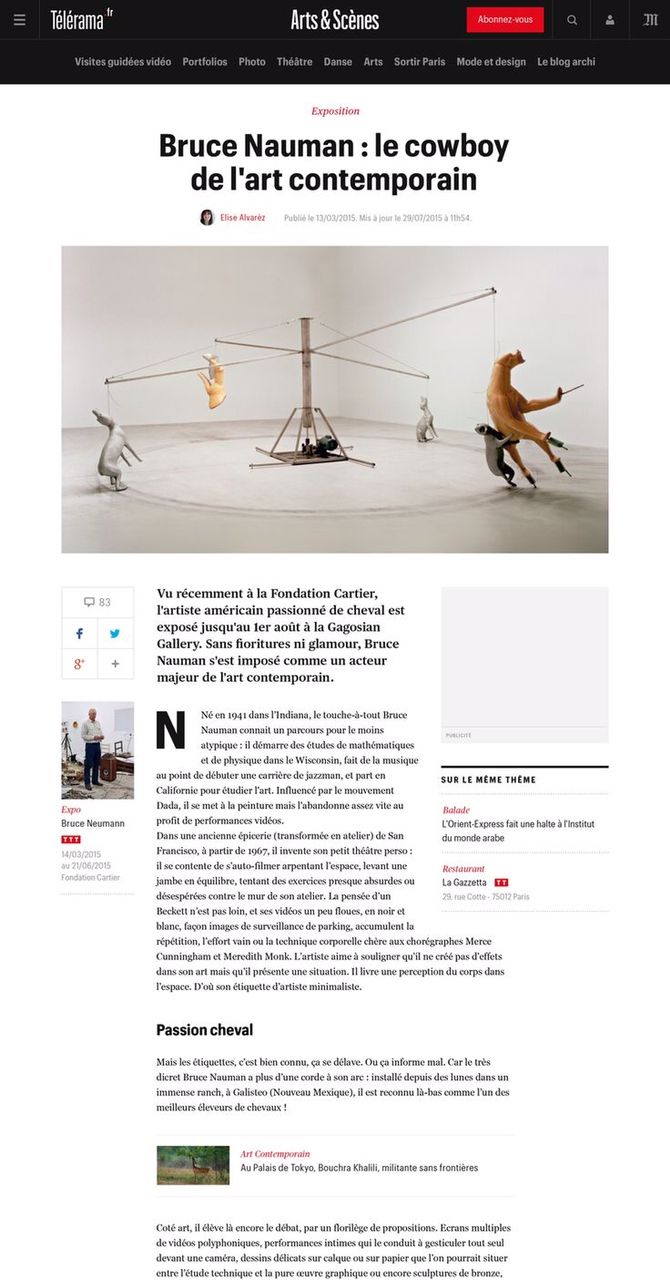 Télérama.fr
Arts & Scènes
Abonnez-vous
M
Visites guidées vidéo Portfolios Photo Théâtre Danse Arts Sortir Paris Mode et design Le blog archi
Exposition
Bruce Nauman : le cowboy
de l'art contemporain
Elise Alvarèz Publié le 13/03/2015. Mis à jour le 29/07/2015 à 11h54.
83
f
g+
+
Expo
Bruce Neumann
TTT
14/03/2015
au 21/06/2015
Fondation Cartier
Vu récemment à la Fondation Cartier,
l'artiste américain passionné de cheval est
exposé jusqu'au 1er août à la Gagosian
Gallery. Sans fioritures ni glamour, Bruce
Nauman s'est imposé comme un acteur
majeur de l'art contemporain.
N
Né en 1941 dans l'Indiana, le touche-à-tout Bruce
Nauman connait un parcours pour le moins
atypique : il démarre des études de mathématiques
et de physique dans le Wisconsin, fait de la musique
au point de débuter une carrière de jazzman, et part en
Californie pour étudier l'art. Influencé par le mouvement
Dada, il se met à la peinture mais l'abandonne assez vite au
profit de performances vidéos.
Dans une ancienne épicerie (transformée en atelier) de San
Francisco, à partir de 1967, il invente son petit théâtre perso :
il se contente de s'auto-filmer arpentant l'espace, levant une
jambe en équilibre, tentant des exercices presque absurdes ou
désespérées contre le mur de son atelier. La pensée d'un
Beckett n'est pas loin, et ses vidéos un peu floues, en noir et
blanc, façon images de surveillance de parking, accumulent la
répétition, l'effort vain ou la technique corporelle chère aux chorégraphes Merce
Cunningham et Meredith Monk. L'artiste aime à souligner qu'il ne créé pas d'effets
dans son art mais qu'il présente une situation. Il livre une perception du corps dans
l'espace. D'où son étiquette d'artiste minimaliste.
PUBLICITÉ
SUR LE MÊME THÈME
Balade
L'Orient-Express fait une halte à l'Institut
du monde arabe
Restaurant
La Gazzetta TT
29, rue Cotte - 75012 Paris
Passion cheval
Mais les étiquettes, c'est bien connu, ça se délave. Ou ça informe mal. Car le très
discret Bruce Nauman a plus d'une corde à son arc : installé depuis des lunes dans un
immense ranch, à Galisteo (Nouveau Mexique), il est reconnu là-bas comme l'un des
meilleurs éleveurs de chevaux !
Art Contemporain
Au Palais de Tokyo, Bouchra Khalili, militante sans frontières
Coté art, il élève là encore le débat, par un florilège de propositions. Ecrans multiples
de vidéos polyphoniques, performances intimes qui le conduit à gesticuler tout seul
devant une caméra, dessins délicats sur calque ou sur papier que l'on pourrait situer
entre l'étude technique et la pure œuvre graphique ou encore sculptures de bronze,